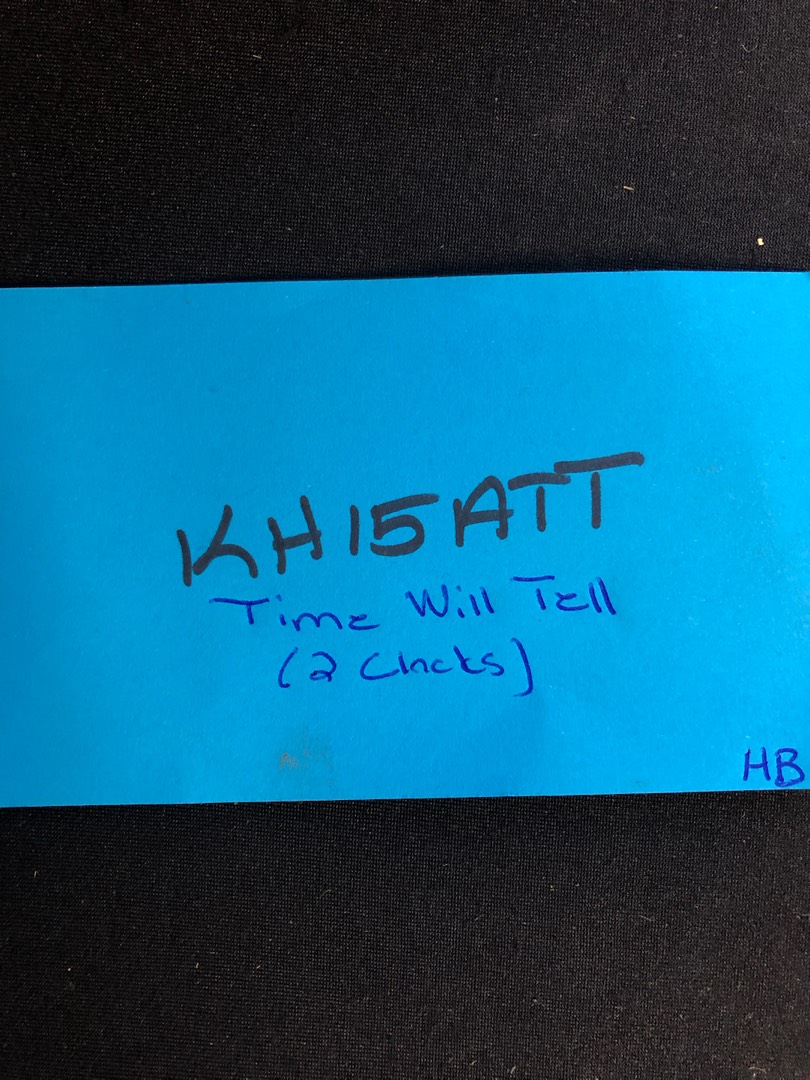 KH15ATT
Time Will Tell
(2 Clocks)
HB